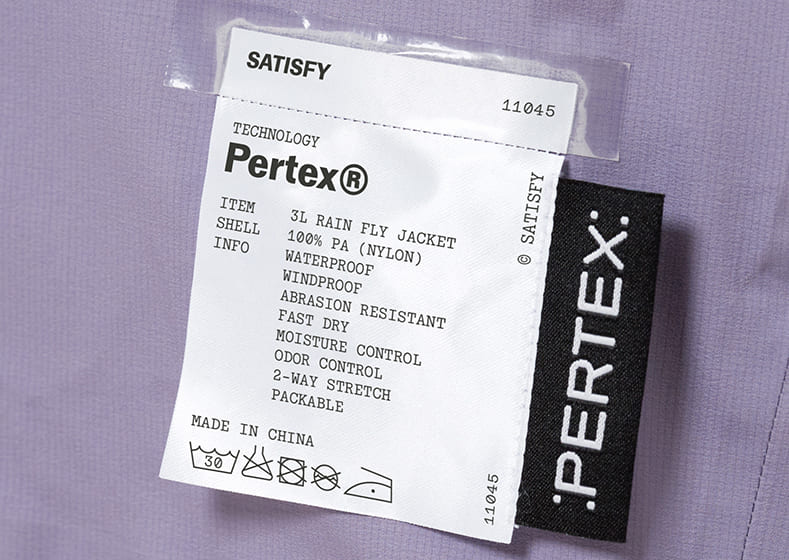 SATISFY
11045
TECHNOLOGY
Pertex®
ITEM 3L RAIN FLY JACKET
SHELL 100% PA (NYLON)
INFO WATERPROOF
WINDPROOF
ABRASION RESISTANT
FAST DRY
MOISTURE CONTROL
ODOR CONTROL
2-WAY STRETCH
PACKABLE
MADE IN CHINA
30
© SATISFY
11045
:PERTEX: